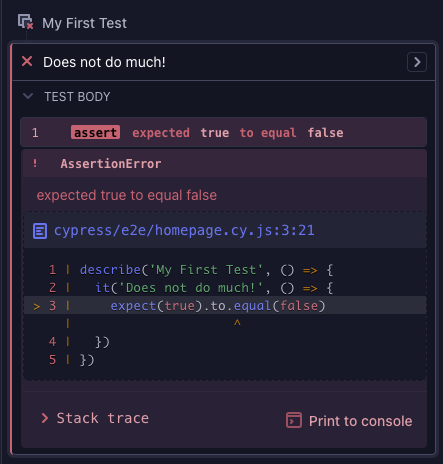 My First Test
Does not do much!
TEST BODY
1 assert expected true to equal false
! AssertionError
expected true to equal false
cypress/e2e/homepage.cy.js:3:21
1 | describe('My First Test', () => {
2 |   it('Does not do much!', () => {
> 3 |     expect(true).to.equal(false)
|                     ^
4 |   })
5 | })
> Stack trace
Print to console